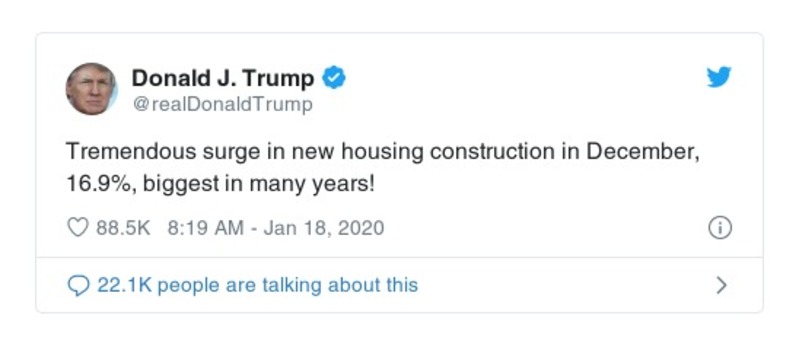 Donald J. Trump
@realDonaldTrump
Tremendous surge in new housing construction in December,
16.9%, biggest in many years!
88.5K 8:19 AM - Jan 18, 2020
22.1K people are talking about this